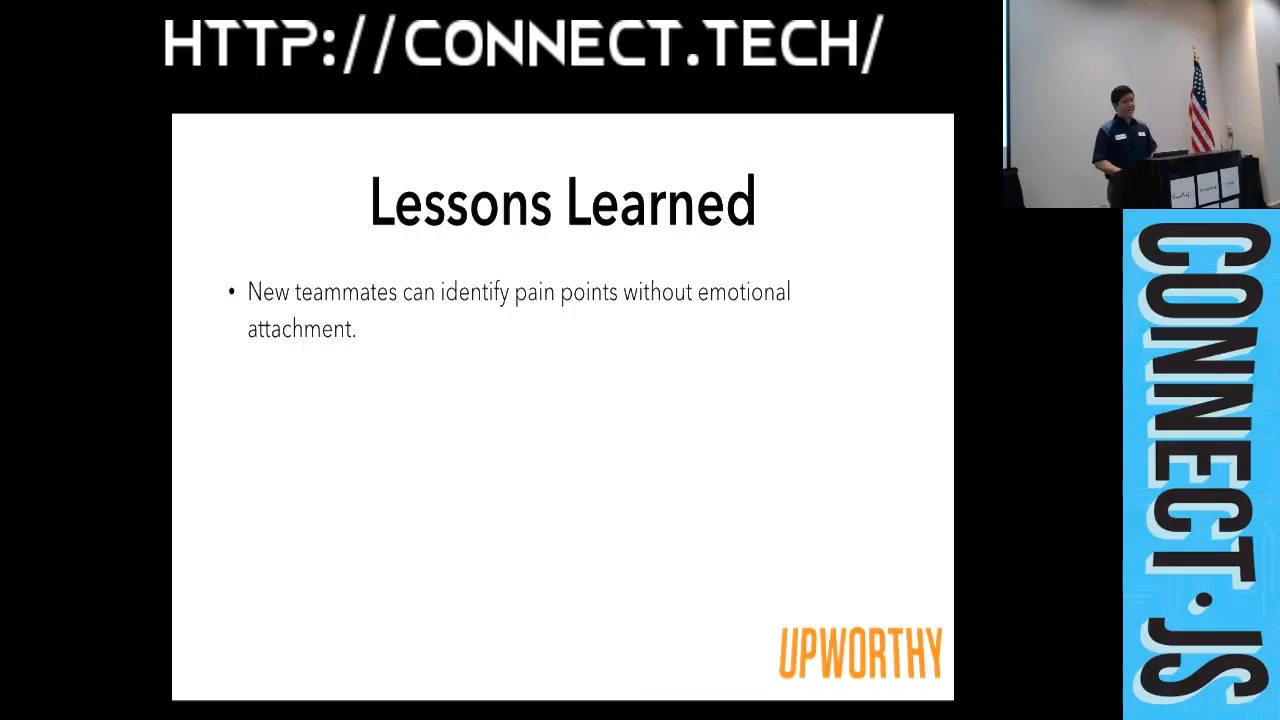 HTTP://CONNECT.TECH/
Lessons Learned
• New teammates can identify pain points without emotional
attachment.
UPWORTHY
CONNECT.JS